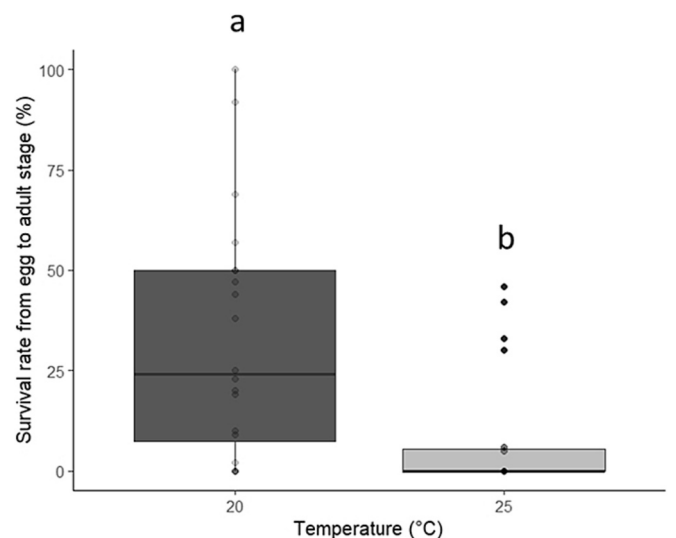 a
b
Survival rate from egg to adult stage (%)
100
75
50
25
0
20
25
Temperature (°C)